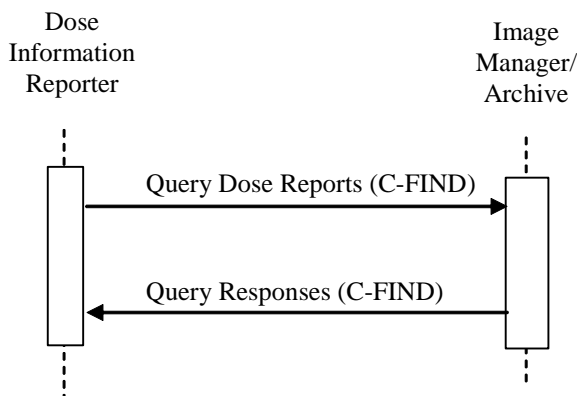 Dose
Information
Reporter
Image
Manager/
Archive
Query Dose Reports (C-FIND)
Query Responses (C-FIND)